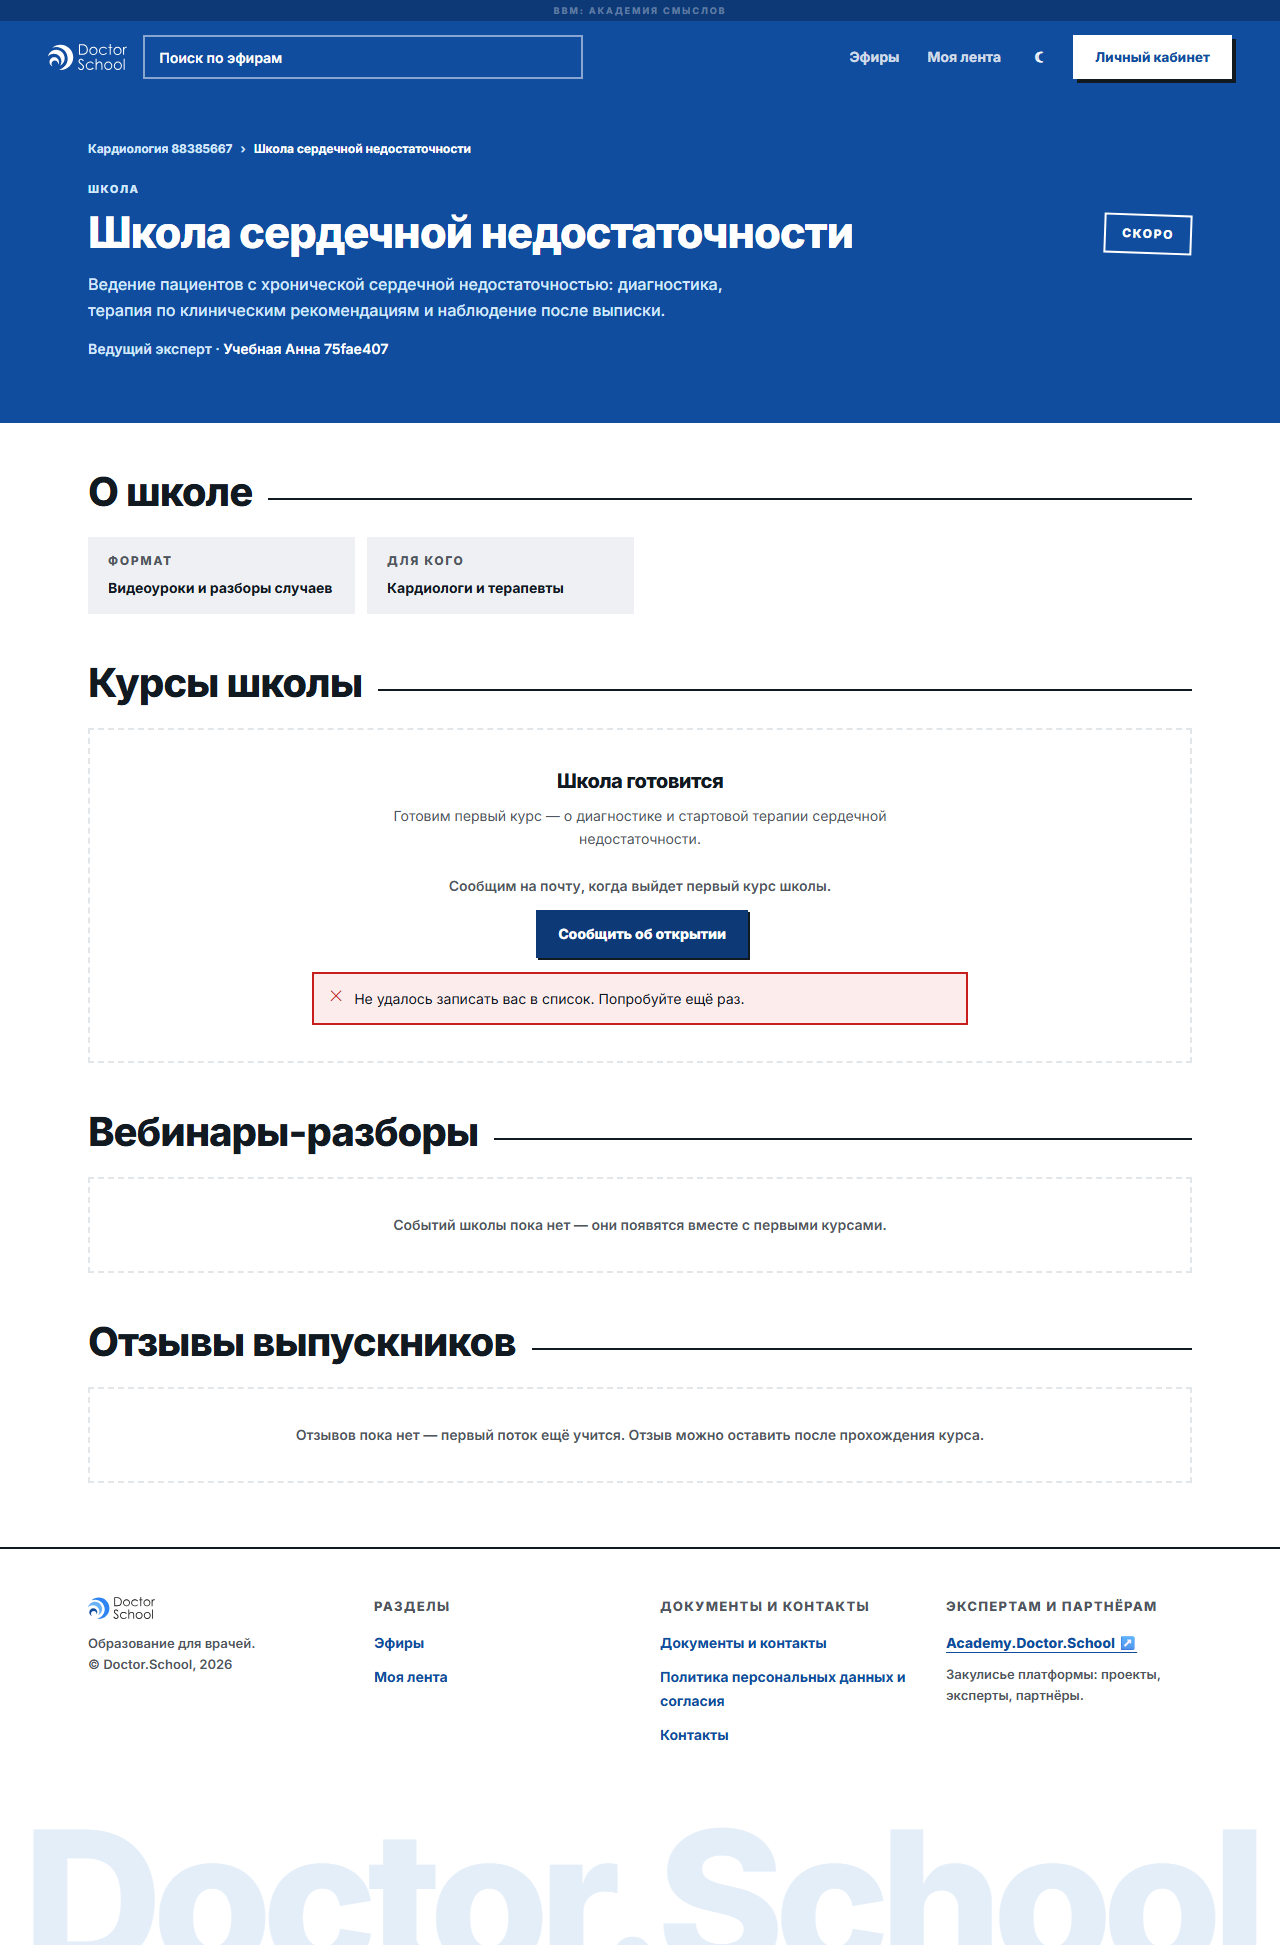 ВВМ: АКАДЕМИЯ СМЫСЛОВ
Doctor
School
Поиск по эфирам
Эфиры
Моя лента
Личный кабинет
Кардиология 88385667 › Школа сердечной недостаточности
ШКОЛА
Школа сердечной недостаточности
СКОРО
Ведение пациентов с хронической сердечной недостаточностью: диагностика,
терапия по клиническим рекомендациям и наблюдение после выписки.
Ведущий эксперт · Учебная Анна 75fae407
О школе
ФОРМАТ
Видеоуроки и разборы случаев
ДЛЯ КОГО
Кардиологи и терапевты
Курсы школы
Школа готовится
Готовим первый курс — о диагностике и стартовой терапии сердечной
недостаточности.
Сообщим на почту, когда выйдет первый курс школы.
Сообщить об открытии
Не удалось записать вас в список. Попробуйте ещё раз.
Вебинары-разборы
Событий школы пока нет — они появятся вместе с первыми курсами.
Отзывы выпускников
Отзывов пока нет — первый поток ещё учится. Отзыв можно оставить после прохождения курса.
Doctor
School
Образование для врачей.
© Doctor.School, 2026
РАЗДЕЛЫ
Эфиры
Моя лента
ДОКУМЕНТЫ И КОНТАКТЫ
Документы и контакты
Политика персональных данных и
согласия
Контакты
ЭКСПЕРТАМ И ПАРТНЁРАМ
Academy.Doctor.School ↗
Закулисье платформы: проекты,
эксперты, партнёры.
Doctor.School